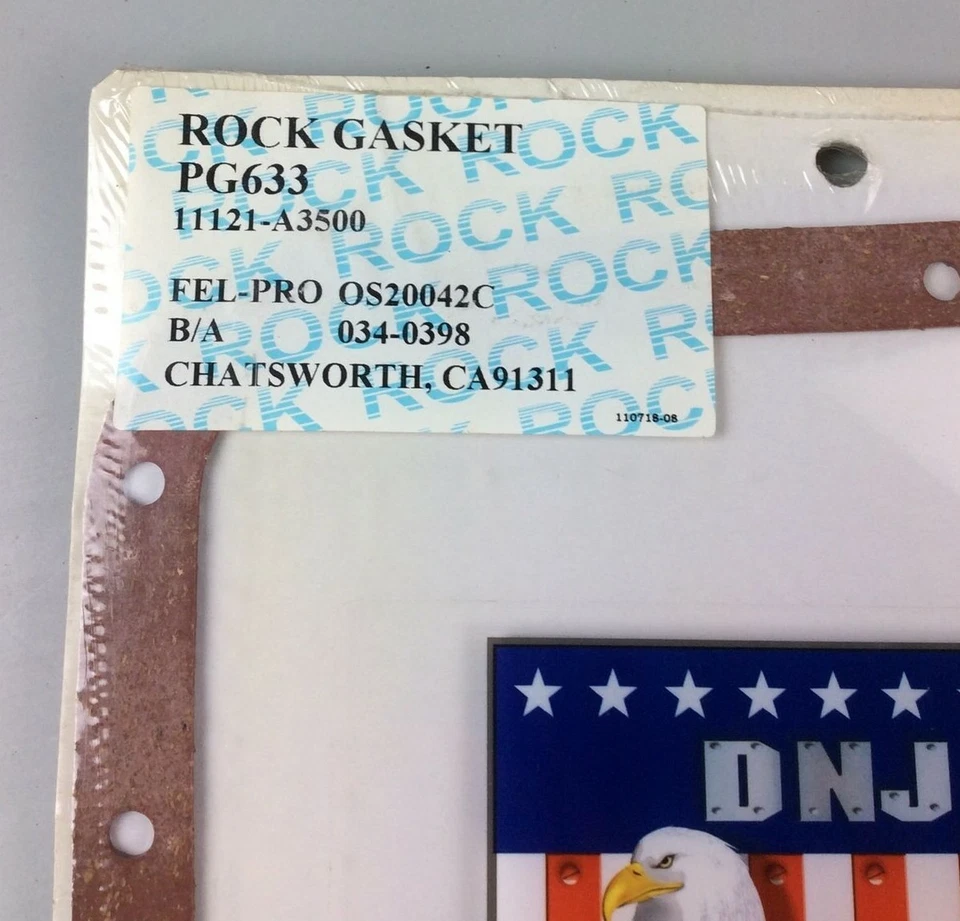 ROCK GASKET
PG633
11121-A3500
FEL-PRO OS20042C
B/A 034-0398
CHATSWORTH, CA91311
110718-08
DNJ